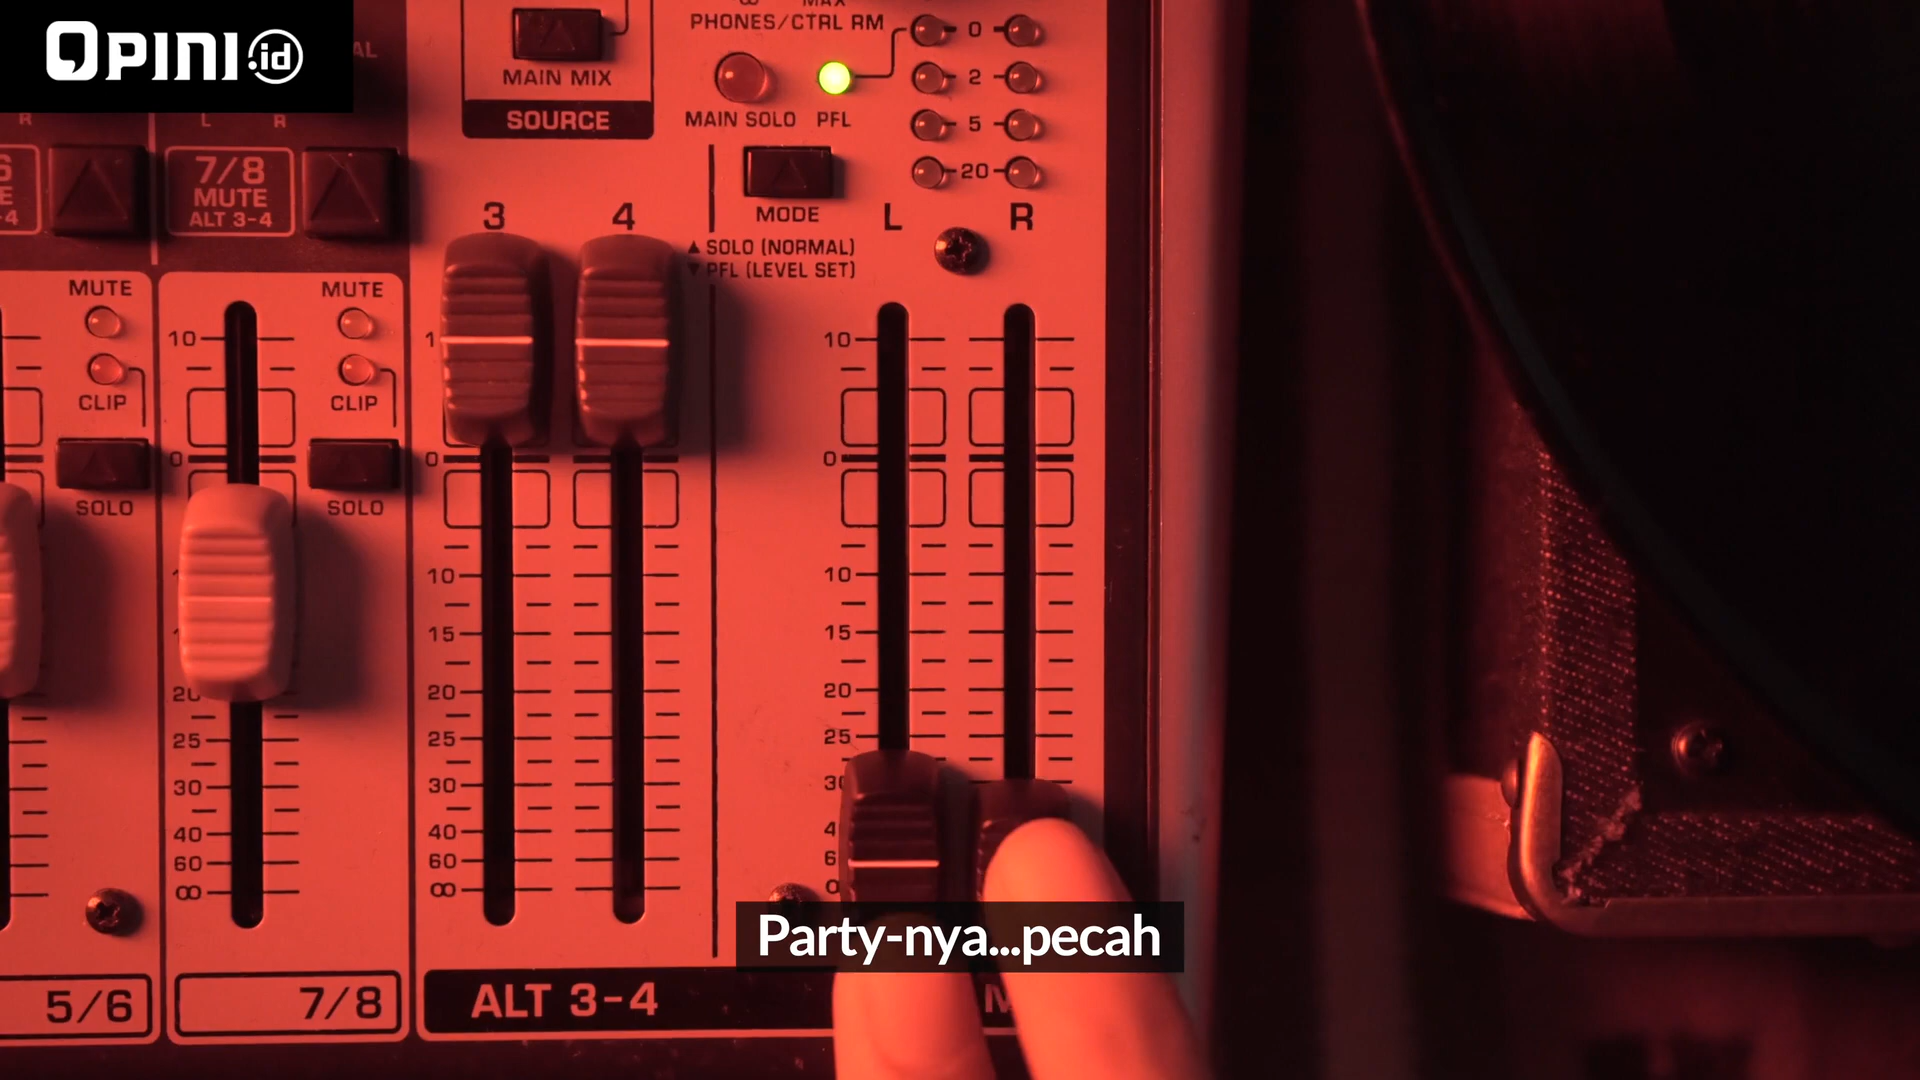 OPINI.id
MAX
PHONES/CTRL RM
MAIN MIX
SOURCE
MAIN SOLO PFL
0
2
5
20
L R
L R
R
7/8
MUTE
ALT 3-4
MODE
▲ SOLO (NORMAL)
▼ PFL (LEVEL SET)
3 4
MUTE
CLIP
SOLO
10
0
20
25
30
40
60
∞
MUTE
CLIP
SOLO
0
10
15
20
25
30
40
60
∞
10
0
10
15
20
25
Party-nya...pecah
5/6
7/8
ALT 3-4